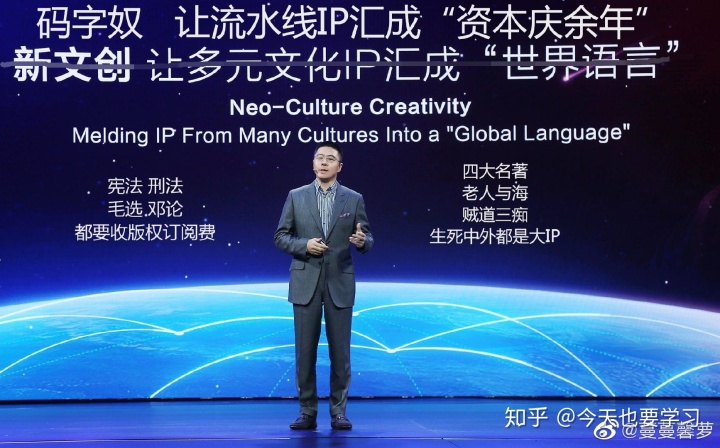 码字奴 让流水线IP汇成“资本庆余年”
新文创 让多元文化IP汇成“世界语言”
Neo-Culture Creativity
Melding IP From Many Cultures Into a "Global Language"
宪法 刑法
毛选 邓论
都要收版权订阅费
四大名著
老人与海
贼道三痴
生死中外都是大IP
知乎 @今天也要学习
@曼曼馨萝